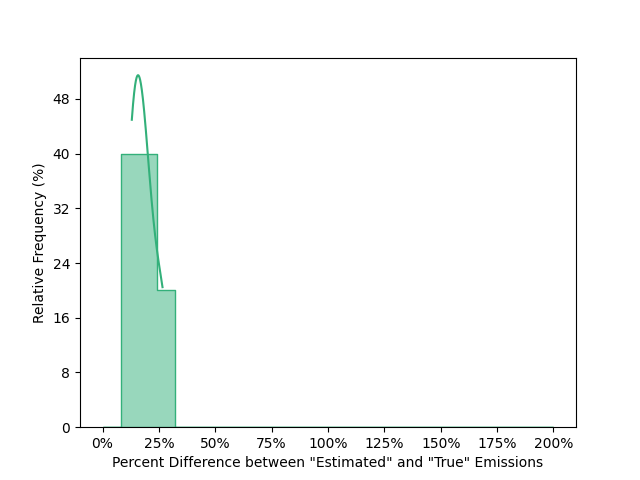 48
40
32
24
16
8
0
Relative Frequency (%)
0% 25% 50% 75% 100% 125% 150% 175% 200%
Percent Difference between "Estimated" and "True" Emissions